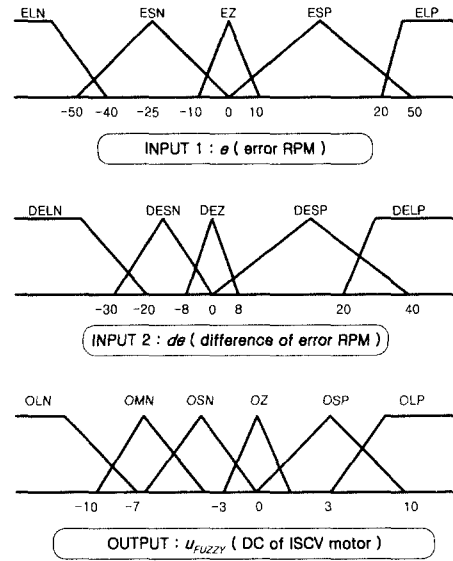 ELN ESN EZ ESP ELP
-50 -40 -25 -10 0 10 20 50
INPUT 1 : e ( error RPM )
DELN DESN DEZ DESP DELP
-30 -20 -8 0 8 20 40
INPUT 2 : de ( difference of error RPM )
OLN OMN OSN OZ OSP OLP
-10 -7 -3 0 3 10
OUTPUT : uFUZZY ( DC of ISCV motor )